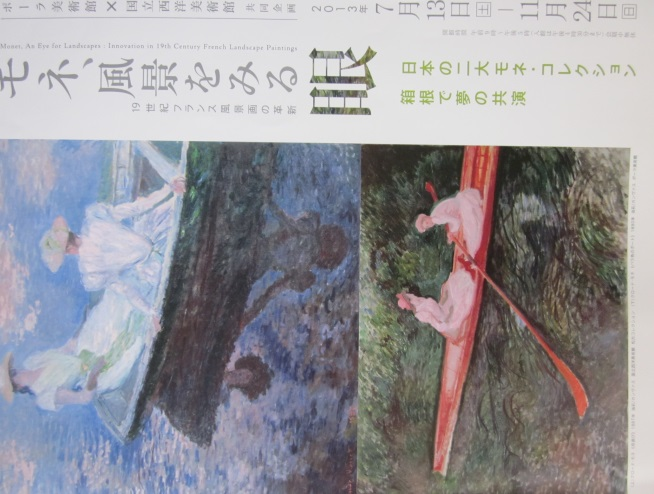 ポーラ美術館×国立西洋美術館 共同企画
Monet, An Eye for Landscapes : Innovation in 19th Century French Landscape Paintings
モネ、風景をみる眼
19世紀フランス風景画の革新
2013年7月13日㊏—11月24日㊐
日本の二大モネ・コレクション
箱根で夢の共演